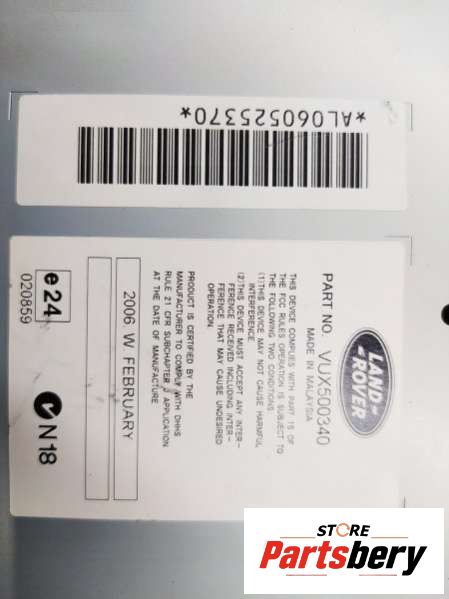 *AL060525370*
LAND-
-ROVER
PART NO. VUX500340
MADE IN MALAYSIA
THIS DEVICE COMPLIES WITH PART 15 OF
THE FCC RULES OPERATION IS SUBJECT TO
THE FOLLOWING TWO CONDITIONS.
(1)THIS DEVICE MAY NOT CAUSE HARMFUL
INTERFERENCE.
(2)THIS DEVICE MUST ACCEPT ANY INTER-
FERENCE RECEIVED INCLUDING INTER-
FERENCE THAT MAY CAUSE UNDESIRED
OPERATION.
PRODUCT IS CERTIFIED BY THE
MANUFACTURER TO COMPLY WITH DHHS
RULE 21 CFR SUBCHAPTER J APPLICATION
AT THE DATE OF MANUFACTURE.
2006 W FEBRUARY
e24
020859
N18
STORE
Partsbery